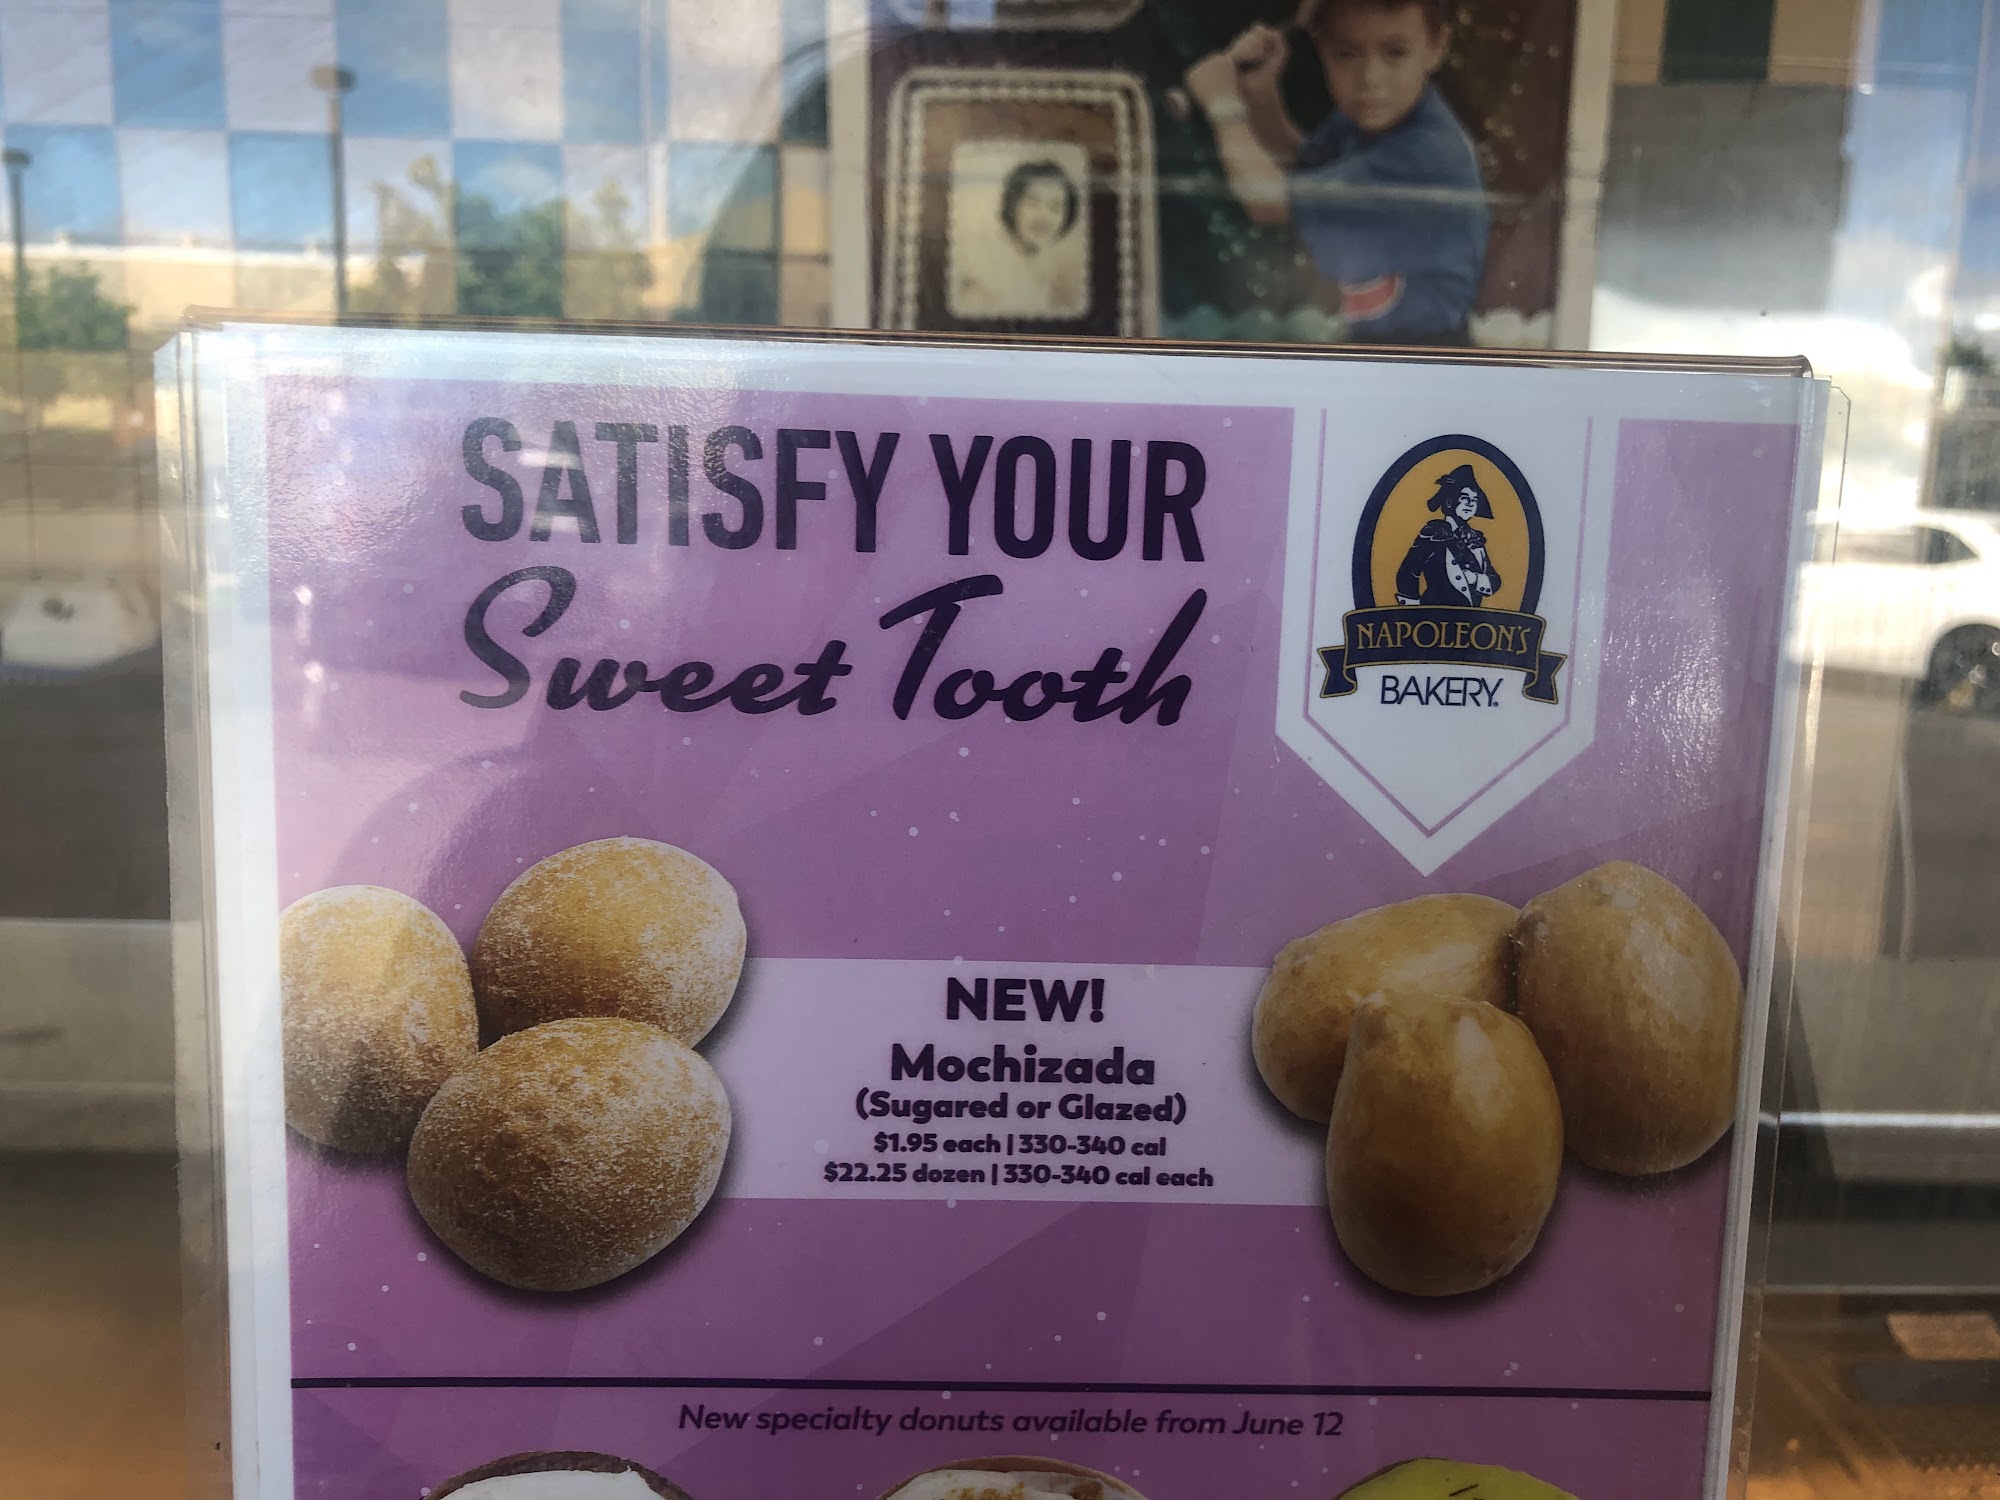 SATISFY YOUR
Sweet Tooth
NAPOLEON'S
BAKERY.
NEW!
Mochizada
(Sugared or Glazed)
$1.95 each | 330-340 cal
$22.25 dozen | 330-340 cal each
New specialty donuts available from June 12